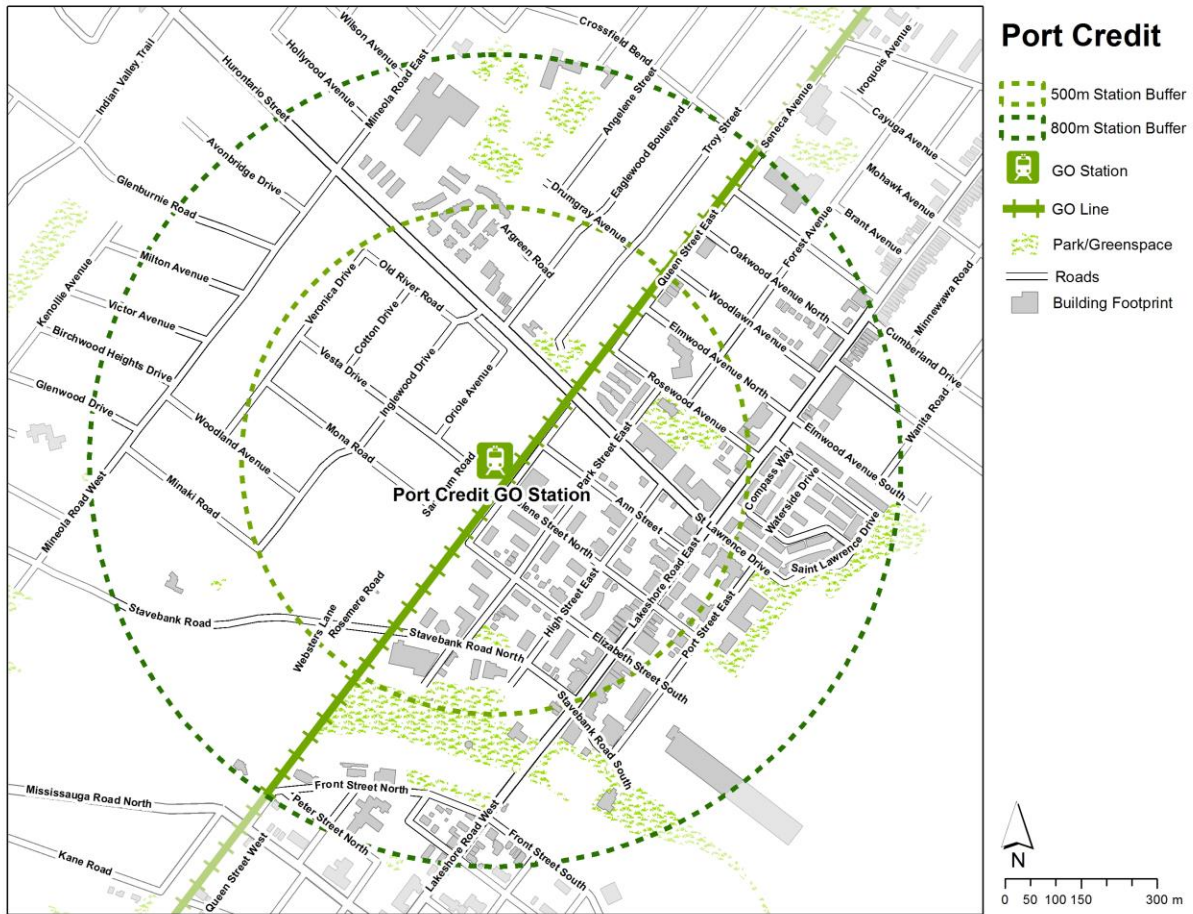 Port Credit
500m Station Buffer
800m Station Buffer
GO Station
GO Line
Park/Greenspace
Roads
Building Footprint
N
0 50 100 150 300 m
Indian Valley Trail
Hurontario Street
Hollyrood Avenue
Wilson Avenue
Mineola Road East
Crossfield Bend
Angelene Street
Eaglewood Boulevard
Troy Street
Seneca Avenue
Iroquois Avenue
Cayuga Avenue
Mohawk Avenue
Brant Avenue
Forest Avenue
Minnewawa Road
Avonbridge Drive
Glenburnie Road
Milton Avenue
Kenollie Avenue
Victor Avenue
Birchwood Heights Drive
Glenwood Drive
Mineola Road West
Woodland Avenue
Minaki Road
Veronica Drive
Old River Road
Cotton Drive
Vesta Drive
Inglewood Drive
Oriole Avenue
Mona Road
Argreen Road
Drumgray Avenue
Queen Street East
Oakwood Avenue North
Woodlawn Avenue
Elmwood Avenue North
Rosewood Avenue
Cumberland Drive
Wanita Road
Elmwood Avenue South
Compass Way
Waterside Drive
Saint Lawrence Drive
St Lawrence Drive
Port Credit GO Station
Park Street East
Ann Street
High Street East
Lakeshore Road East
Port Street East
Elizabeth Street South
Stavebank Road
Websters Lane
Rosemere Road
Stavebank Road North
Stavebank Road South
Mississauga Road North
Kane Road
Queen Street West
Peter Street North
Front Street North
Lakeshore Road West
Front Street South